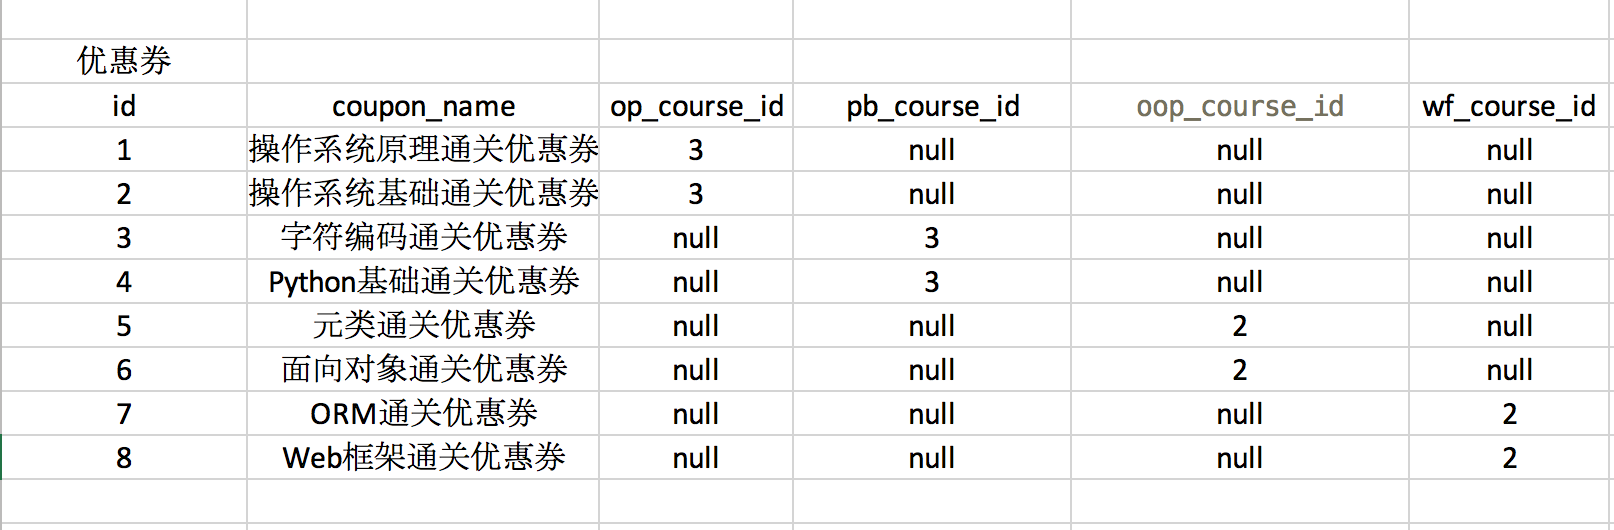 优惠券
id coupon_name op_course_id pb_course_id oop_course_id wf_course_id
1 操作系统原理通关优惠券 3 null null null
2 操作系统基础通关优惠券 3 null null null
3 字符编码通关优惠券 null 3 null null
4 Python基础通关优惠券 null 3 null null
5 元类通关优惠券 null null 2 null
6 面向对象通关优惠券 null null 2 null
7 ORM通关优惠券 null null null 2
8 Web框架通关优惠券 null null null 2